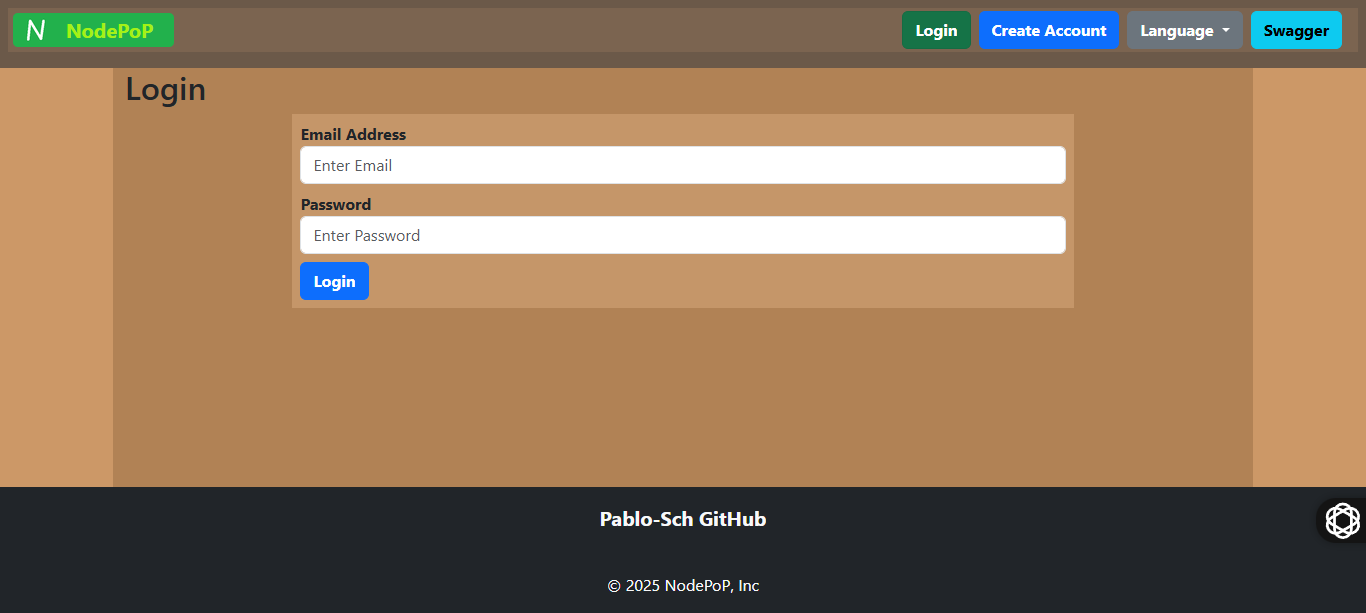 N NodePoP
Login Create Account Language Swagger
Login
Email Address
Enter Email
Password
Enter Password
Login
Pablo-Sch GitHub
© 2025 NodePoP, Inc